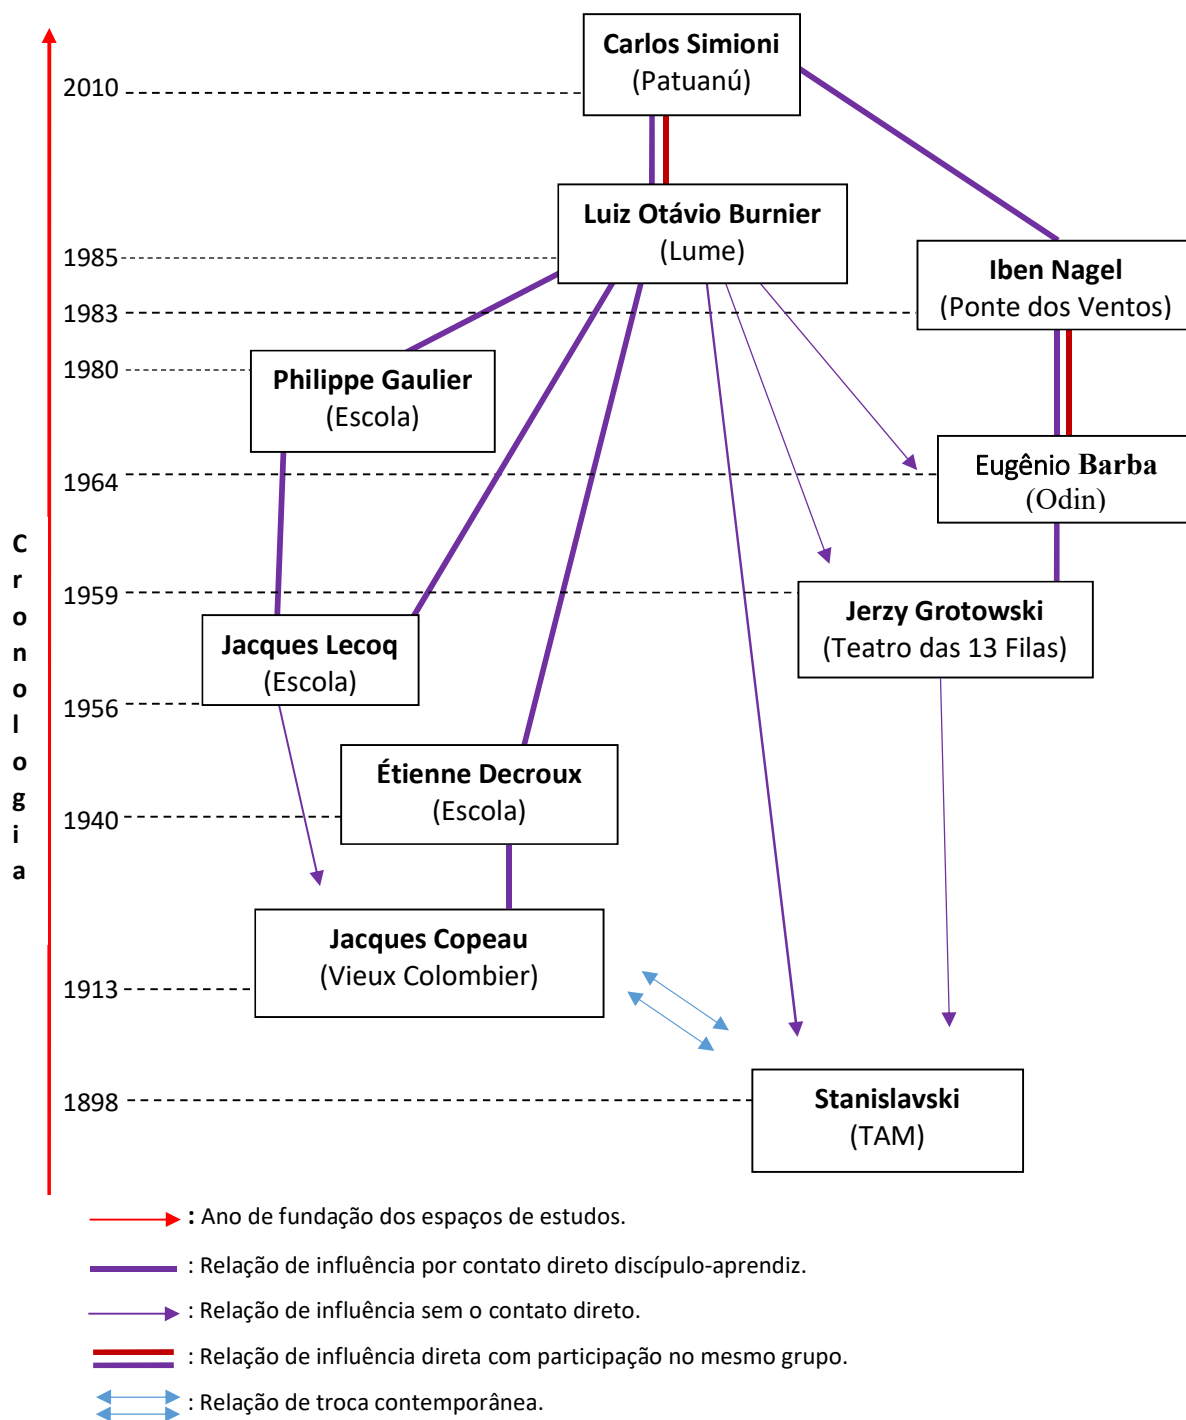 Carlos Simioni
(Patuanú)
2010
Luiz Otávio Burnier
(Lume)
1985
Iben Nagel
(Ponte dos Ventos)
1983
1980
Philippe Gaulier
(Escola)
Eugênio Barba
(Odin)
1964
Cronologia
1959
Jerzy Grotowski
(Teatro das 13 Filas)
Jacques Lecoq
(Escola)
1956
Étienne Decroux
(Escola)
1940
Jacques Copeau
(Vieux Colombier)
1913
Stanislavski
(TAM)
1898
: Ano de fundação dos espaços de estudos.
: Relação de influência por contato direto discípulo-aprendiz.
: Relação de influência sem o contato direto.
: Relação de influência direta com participação no mesmo grupo.
: Relação de troca contemporânea.